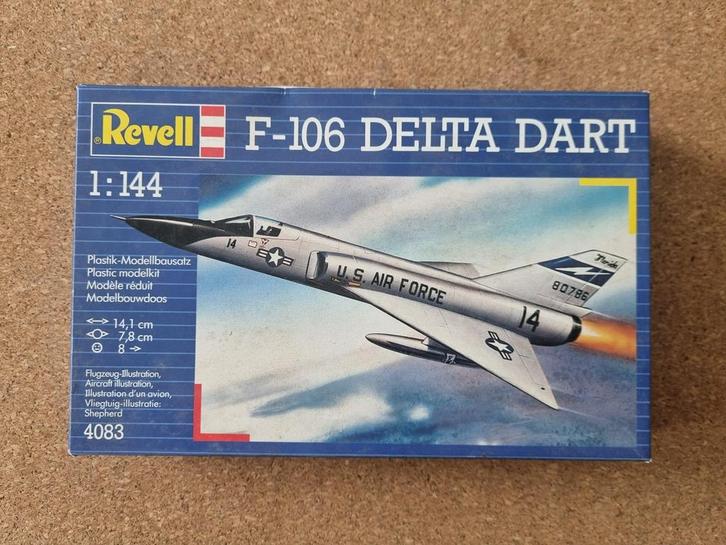 Revell
F-106 DELTA DART
1:144
Plastik-Modellbausatz
Plastic modelkit
Modèle réduit
Modelbouwdoos
14,1 cm
7,8 cm
8
Flugzeug-Illustration,
Aircraft illustration,
Illustration d'un avion,
Vliegtuig-illustratie:
Shepherd
4083
14
U.S. AIR FORCE
Florida
80786
14